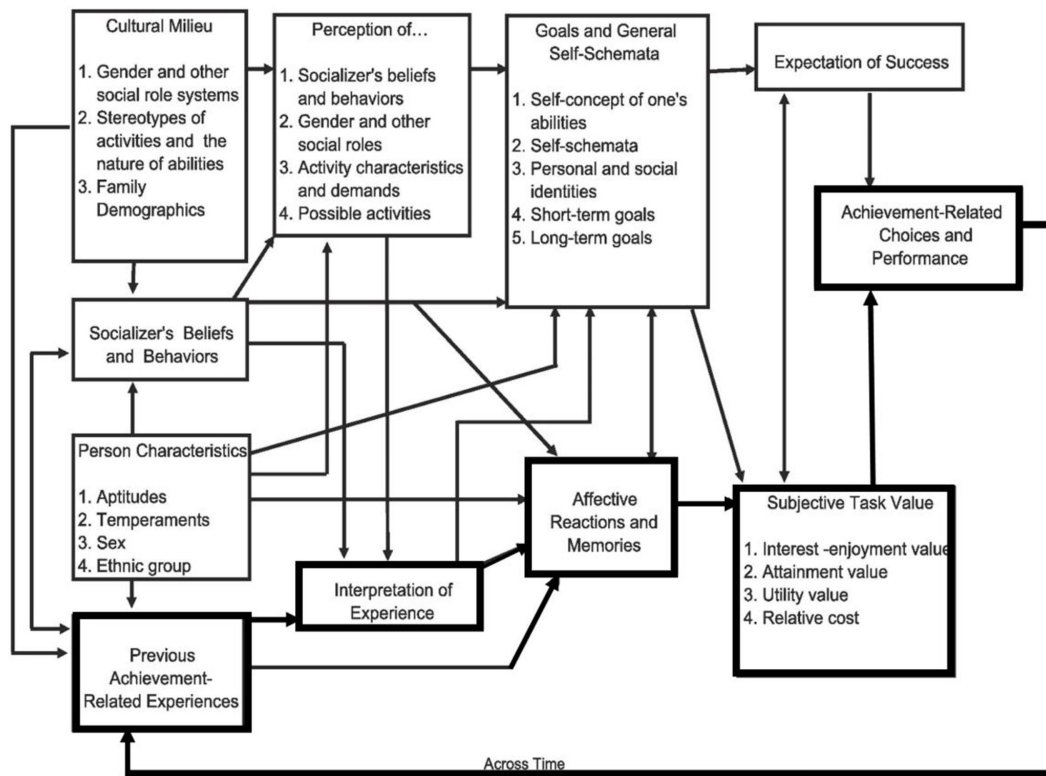 Cultural Milieu
1. Gender and other
social role systems
2. Stereotypes of
activities and the
nature of abilities
3. Family
Demographics
Perception of...
1. Socializer's beliefs
and behaviors
2. Gender and other
social roles
3. Activity characteristics
and demands
4. Possible activities
Goals and General
Self-Schemata
1. Self-concept of one's
abilities
2. Self-schemata
3. Personal and social
identities
4. Short-term goals
5. Long-term goals
Expectation of Success
Achievement-Related
Choices and
Performance
Socializer's Beliefs
and Behaviors
Person Characteristics
1. Aptitudes
2. Temperaments
3. Sex
4. Ethnic group
Previous
Achievement-
Related Experiences
Interpretation of
Experience
Affective
Reactions and
Memories
Subjective Task Value
1. Interest -enjoyment value
2. Attainment value
3. Utility value
4. Relative cost
Across Time